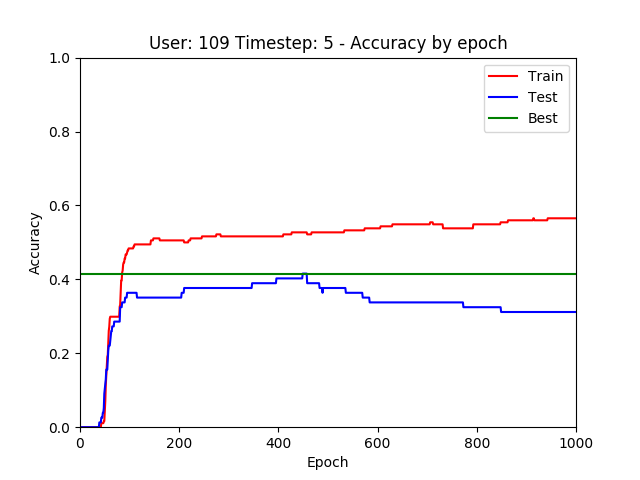 User: 109 Timestep: 5 - Accuracy by epoch
Train
Test
Best
1.0
0.8
0.6
0.4
0.2
0.0
Accuracy
0 200 400 600 800 1000
Epoch